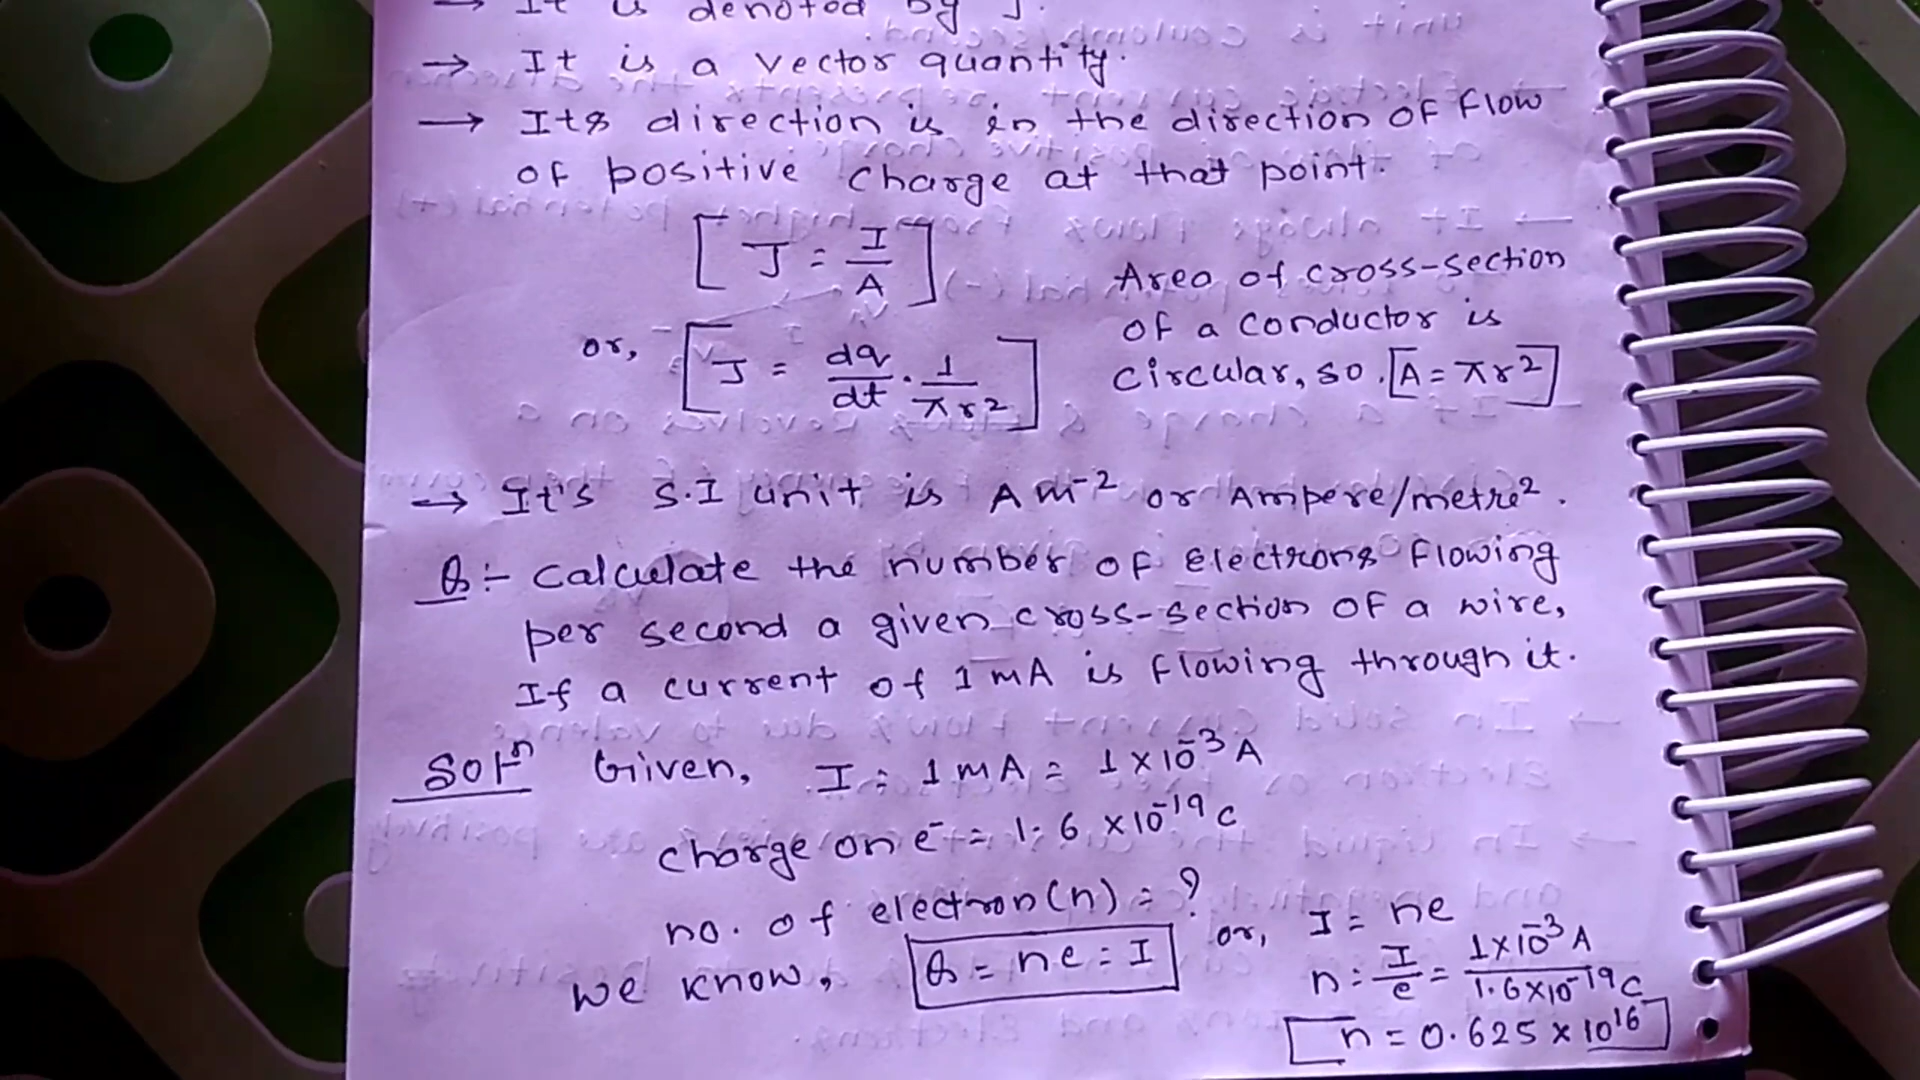 → It is denoted by J.
→ It is a vector quantity.
→ Its direction is in the direction of flow
of positive charge at that point.
[J = I/A]
or, [J = dq/dt · 1/πr²]
Area of cross-section
of a conductor is
circular, so [A = πr²]
→ It's S.I unit is Am⁻² or Ampere/metre².
Q:- Calculate the number of electrons flowing
per second a given cross-section of a wire,
If a current of 1 mA is flowing through it.
Solⁿ Given, I = 1 mA = 1×10⁻³ A
charge on e⁻ = 1.6 ×10⁻¹⁹ C
no. of electron(n) = ?
we know, Q = ne = I
or, I = ne
n = I/e = 1×10⁻³ A/1.6×10⁻¹⁹ C
[n = 0.625 × 10¹⁶]